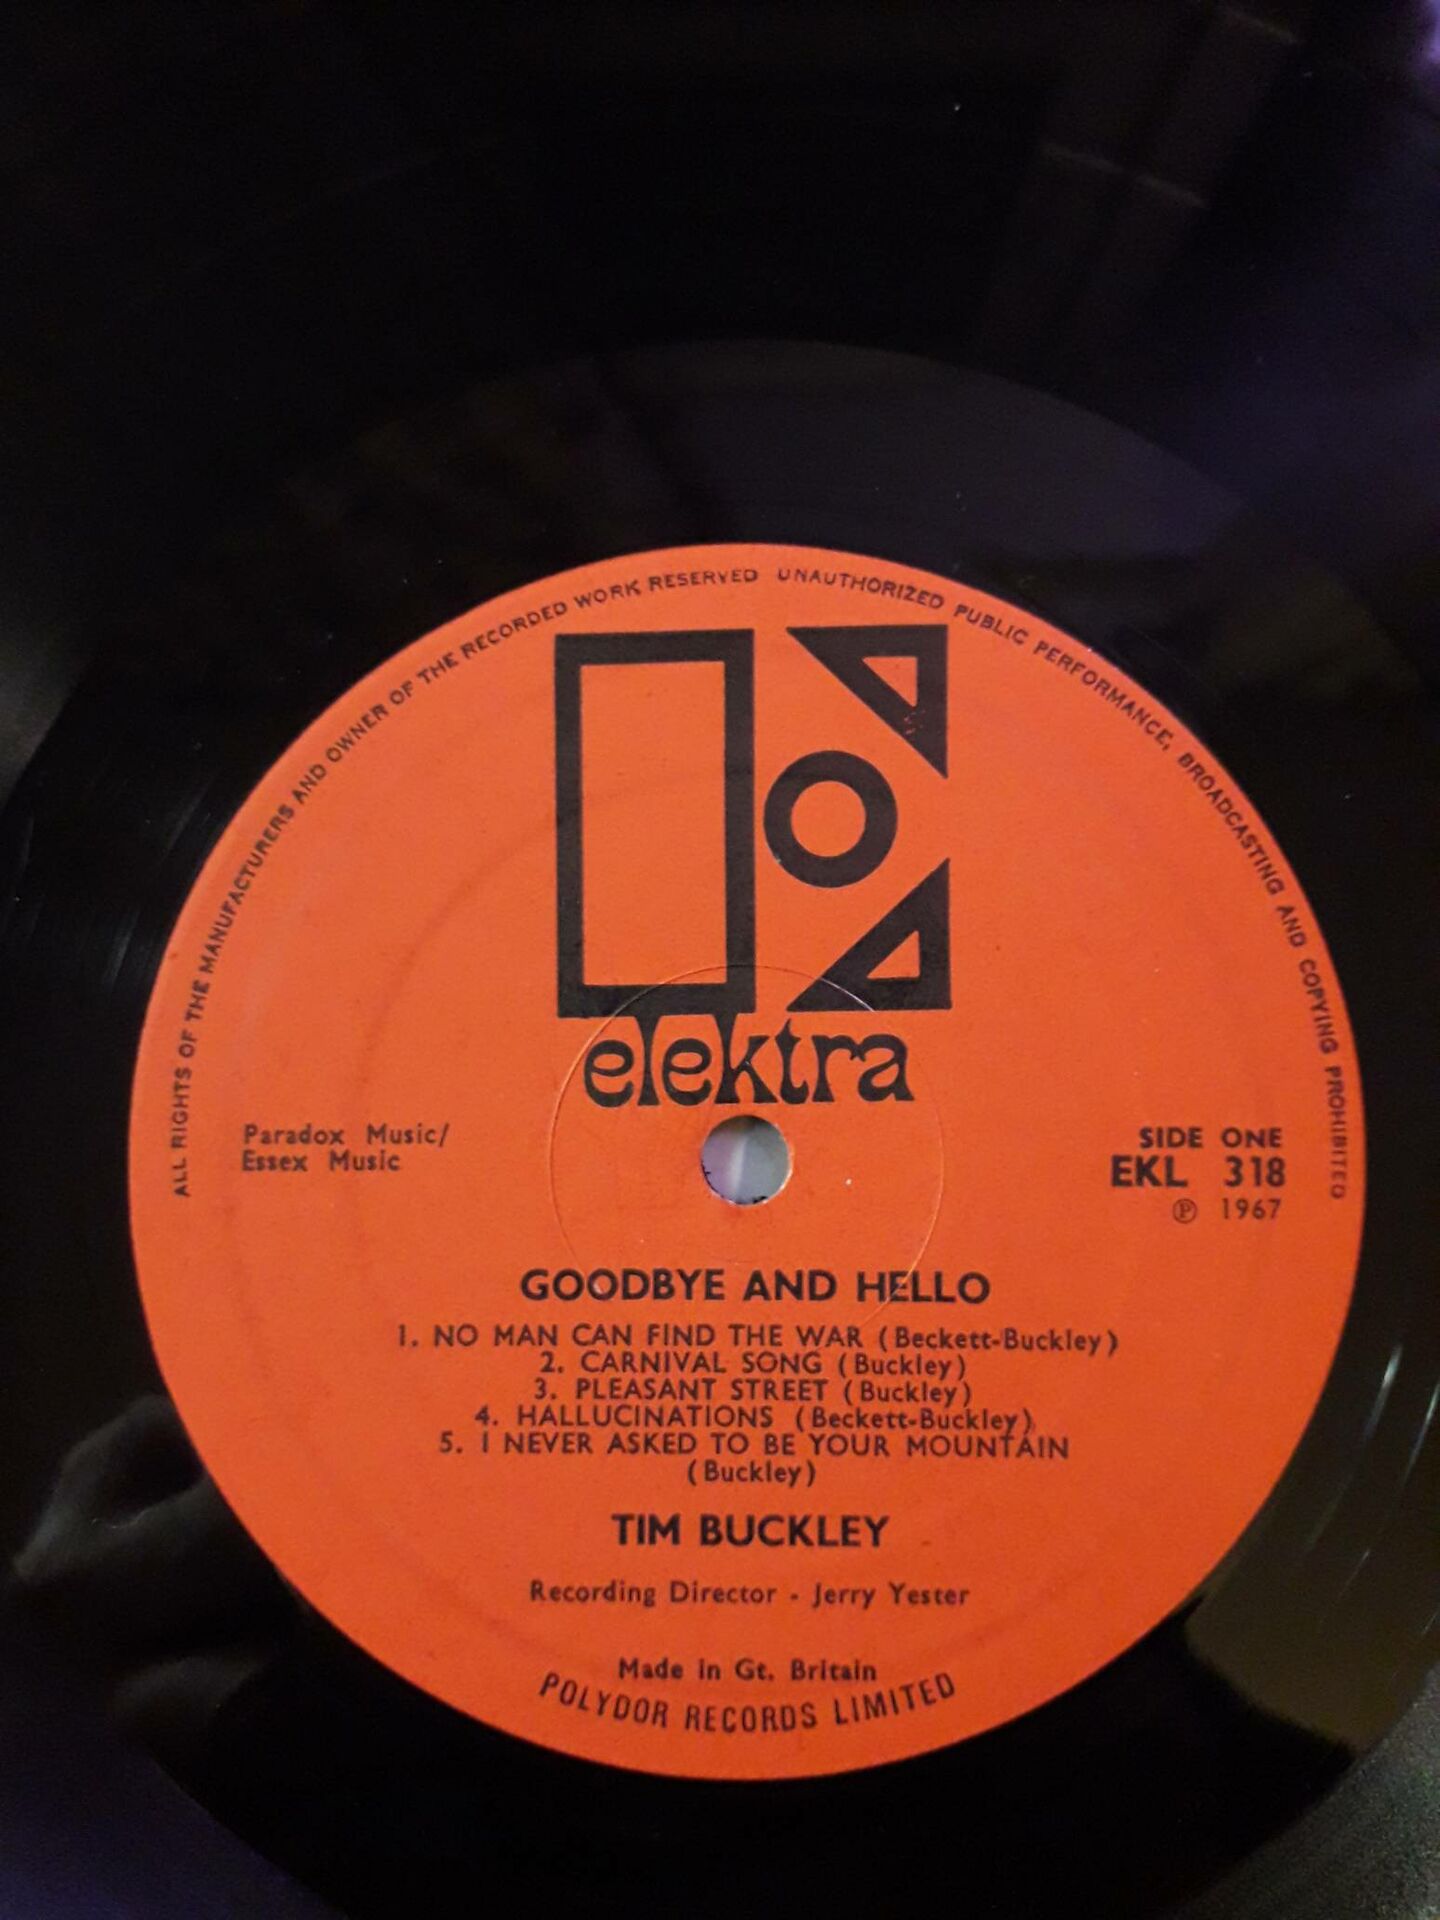 ALL RIGHTS OF THE MANUFACTURERS AND OWNER OF THE RECORDED WORK RESERVED UNAUTHORIZED PUBLIC PERFORMANCE, BROADCASTING AND COPYING PROHIBITED
elektra
Paradox Music/
Essex Music
SIDE ONE
EKL 318
℗ 1967
GOODBYE AND HELLO
1. NO MAN CAN FIND THE WAR (Beckett-Buckley)
2. CARNIVAL SONG (Buckley)
3. PLEASANT STREET (Buckley)
4. HALLUCINATIONS (Beckett-Buckley)
5. I NEVER ASKED TO BE YOUR MOUNTAIN
(Buckley)
TIM BUCKLEY
Recording Director - Jerry Yester
Made in Gt. Britain
POLYDOR RECORDS LIMITED